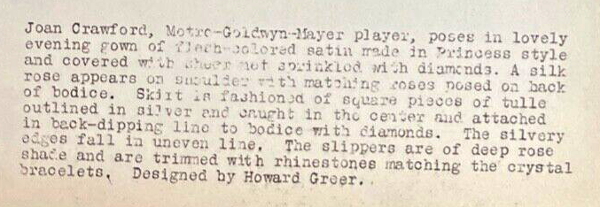 Joan Crawford, Metro-Goldwyn-Mayer player, poses in lovely
evening gown of flesh-colored satin made in Princess style
and covered with sheer net sprinkled with diamonds. A silk
rose appears on shoulder with matching roses posed on back
of bodice. Skirt is fashioned of square pieces of tulle
outlined in silver and caught in the center and attached
in back-dipping line to bodice with diamonds. The silvery
edges fall in uneven line. The slippers are of deep rose
shade and are trimmed with rhinestones matching the crystal
bracelets. Designed by Howard Greer.